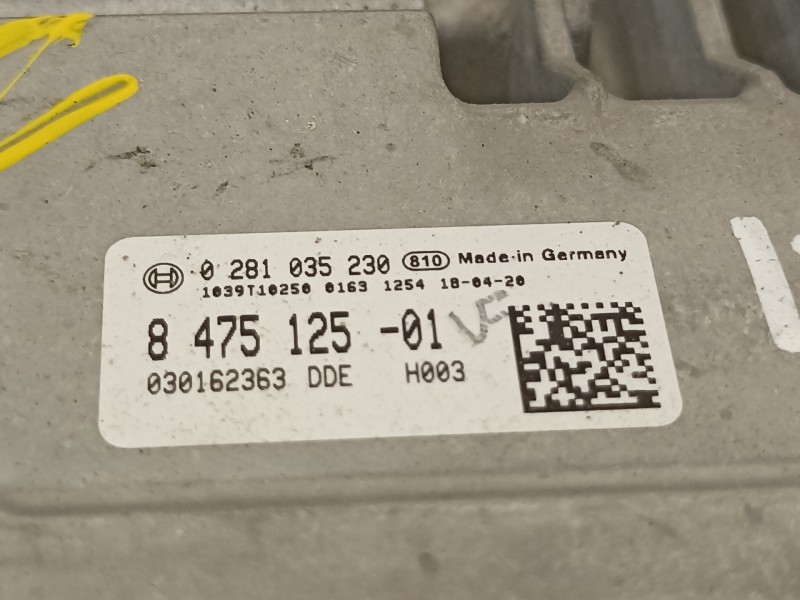 0 281 035 230 810 Made in Germany
1039T10250 0163 1254 18-04-20
8 475 125 -01
030162363 DDE H003